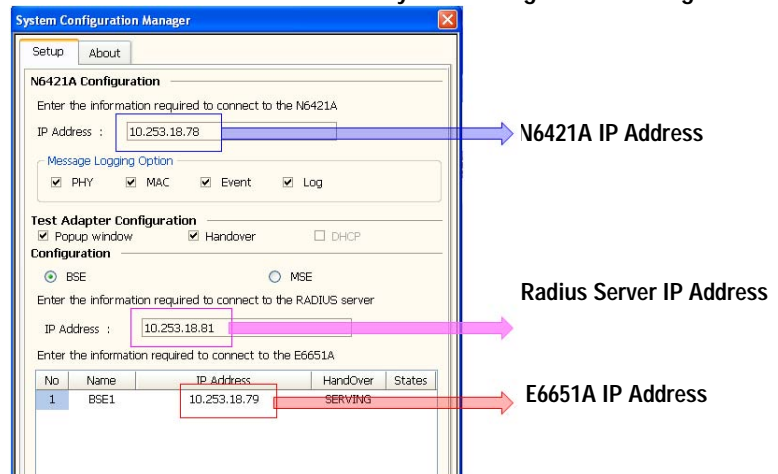 System Configuration Manager
Setup About
N6421A Configuration
Enter the information required to connect to the N6421A
IP Address : 10.253.18.78
N6421A IP Address
Message Logging Option
PHY MAC Event Log
Test Adapter Configuration
Popup window Handover DHCP
Configuration
BSE MSE
Enter the information required to connect to the RADIUS server
Radius Server IP Address
IP Address : 10.253.18.81
Enter the information required to connect to the E6651A
No Name IP Address HandOver States
1 BSE1 10.253.18.79 SERVING
E6651A IP Address